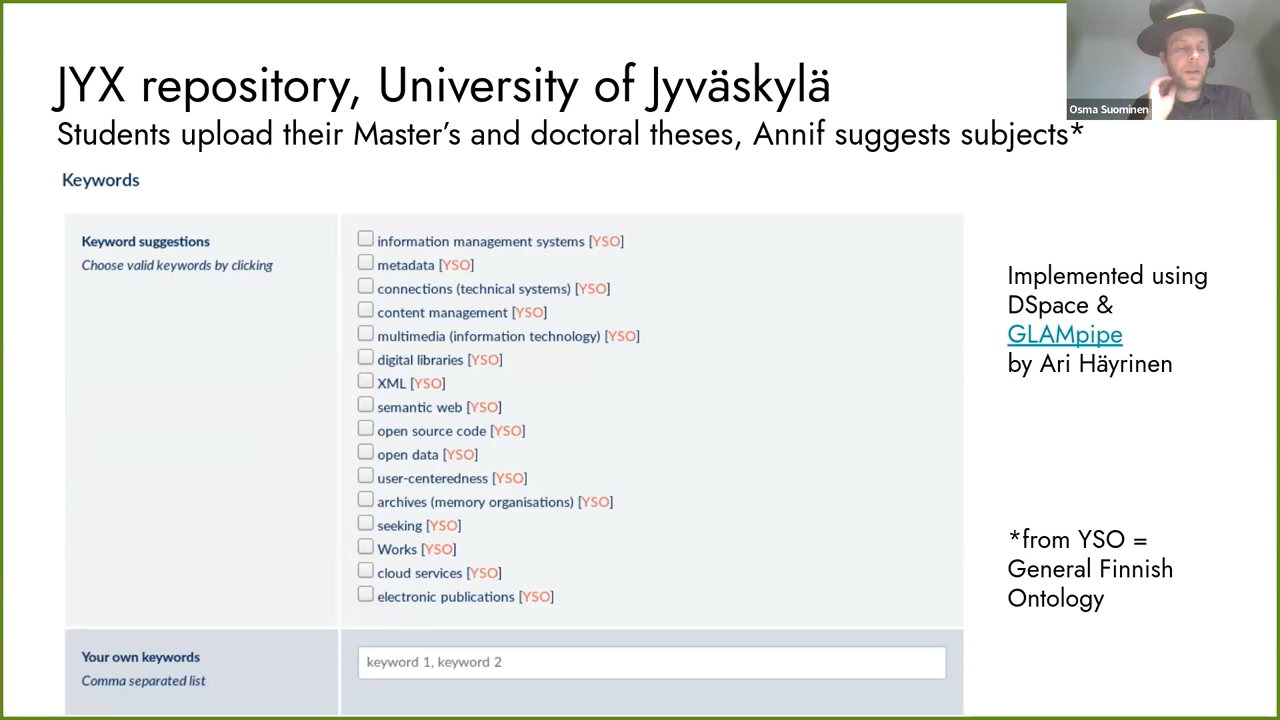 JYX repository, University of Jyväskylä
Students upload their Master's and doctoral theses, Annif suggests subjects*
Osma Suominen
Keywords
Keyword suggestions
Choose valid keywords by clicking
information management systems [YSO]
metadata [YSO]
connections (technical systems) [YSO]
content management [YSO]
multimedia (information technology) [YSO]
digital libraries [YSO]
XML [YSO]
semantic web [YSO]
open source code [YSO]
open data [YSO]
user-centeredness [YSO]
archives (memory organisations) [YSO]
seeking [YSO]
Works [YSO]
cloud services [YSO]
electronic publications [YSO]
Your own keywords
Comma separated list
keyword 1, keyword 2
Implemented using
DSpace &
GLAMpipe
by Ari Häyrinen
*from YSO =
General Finnish
Ontology